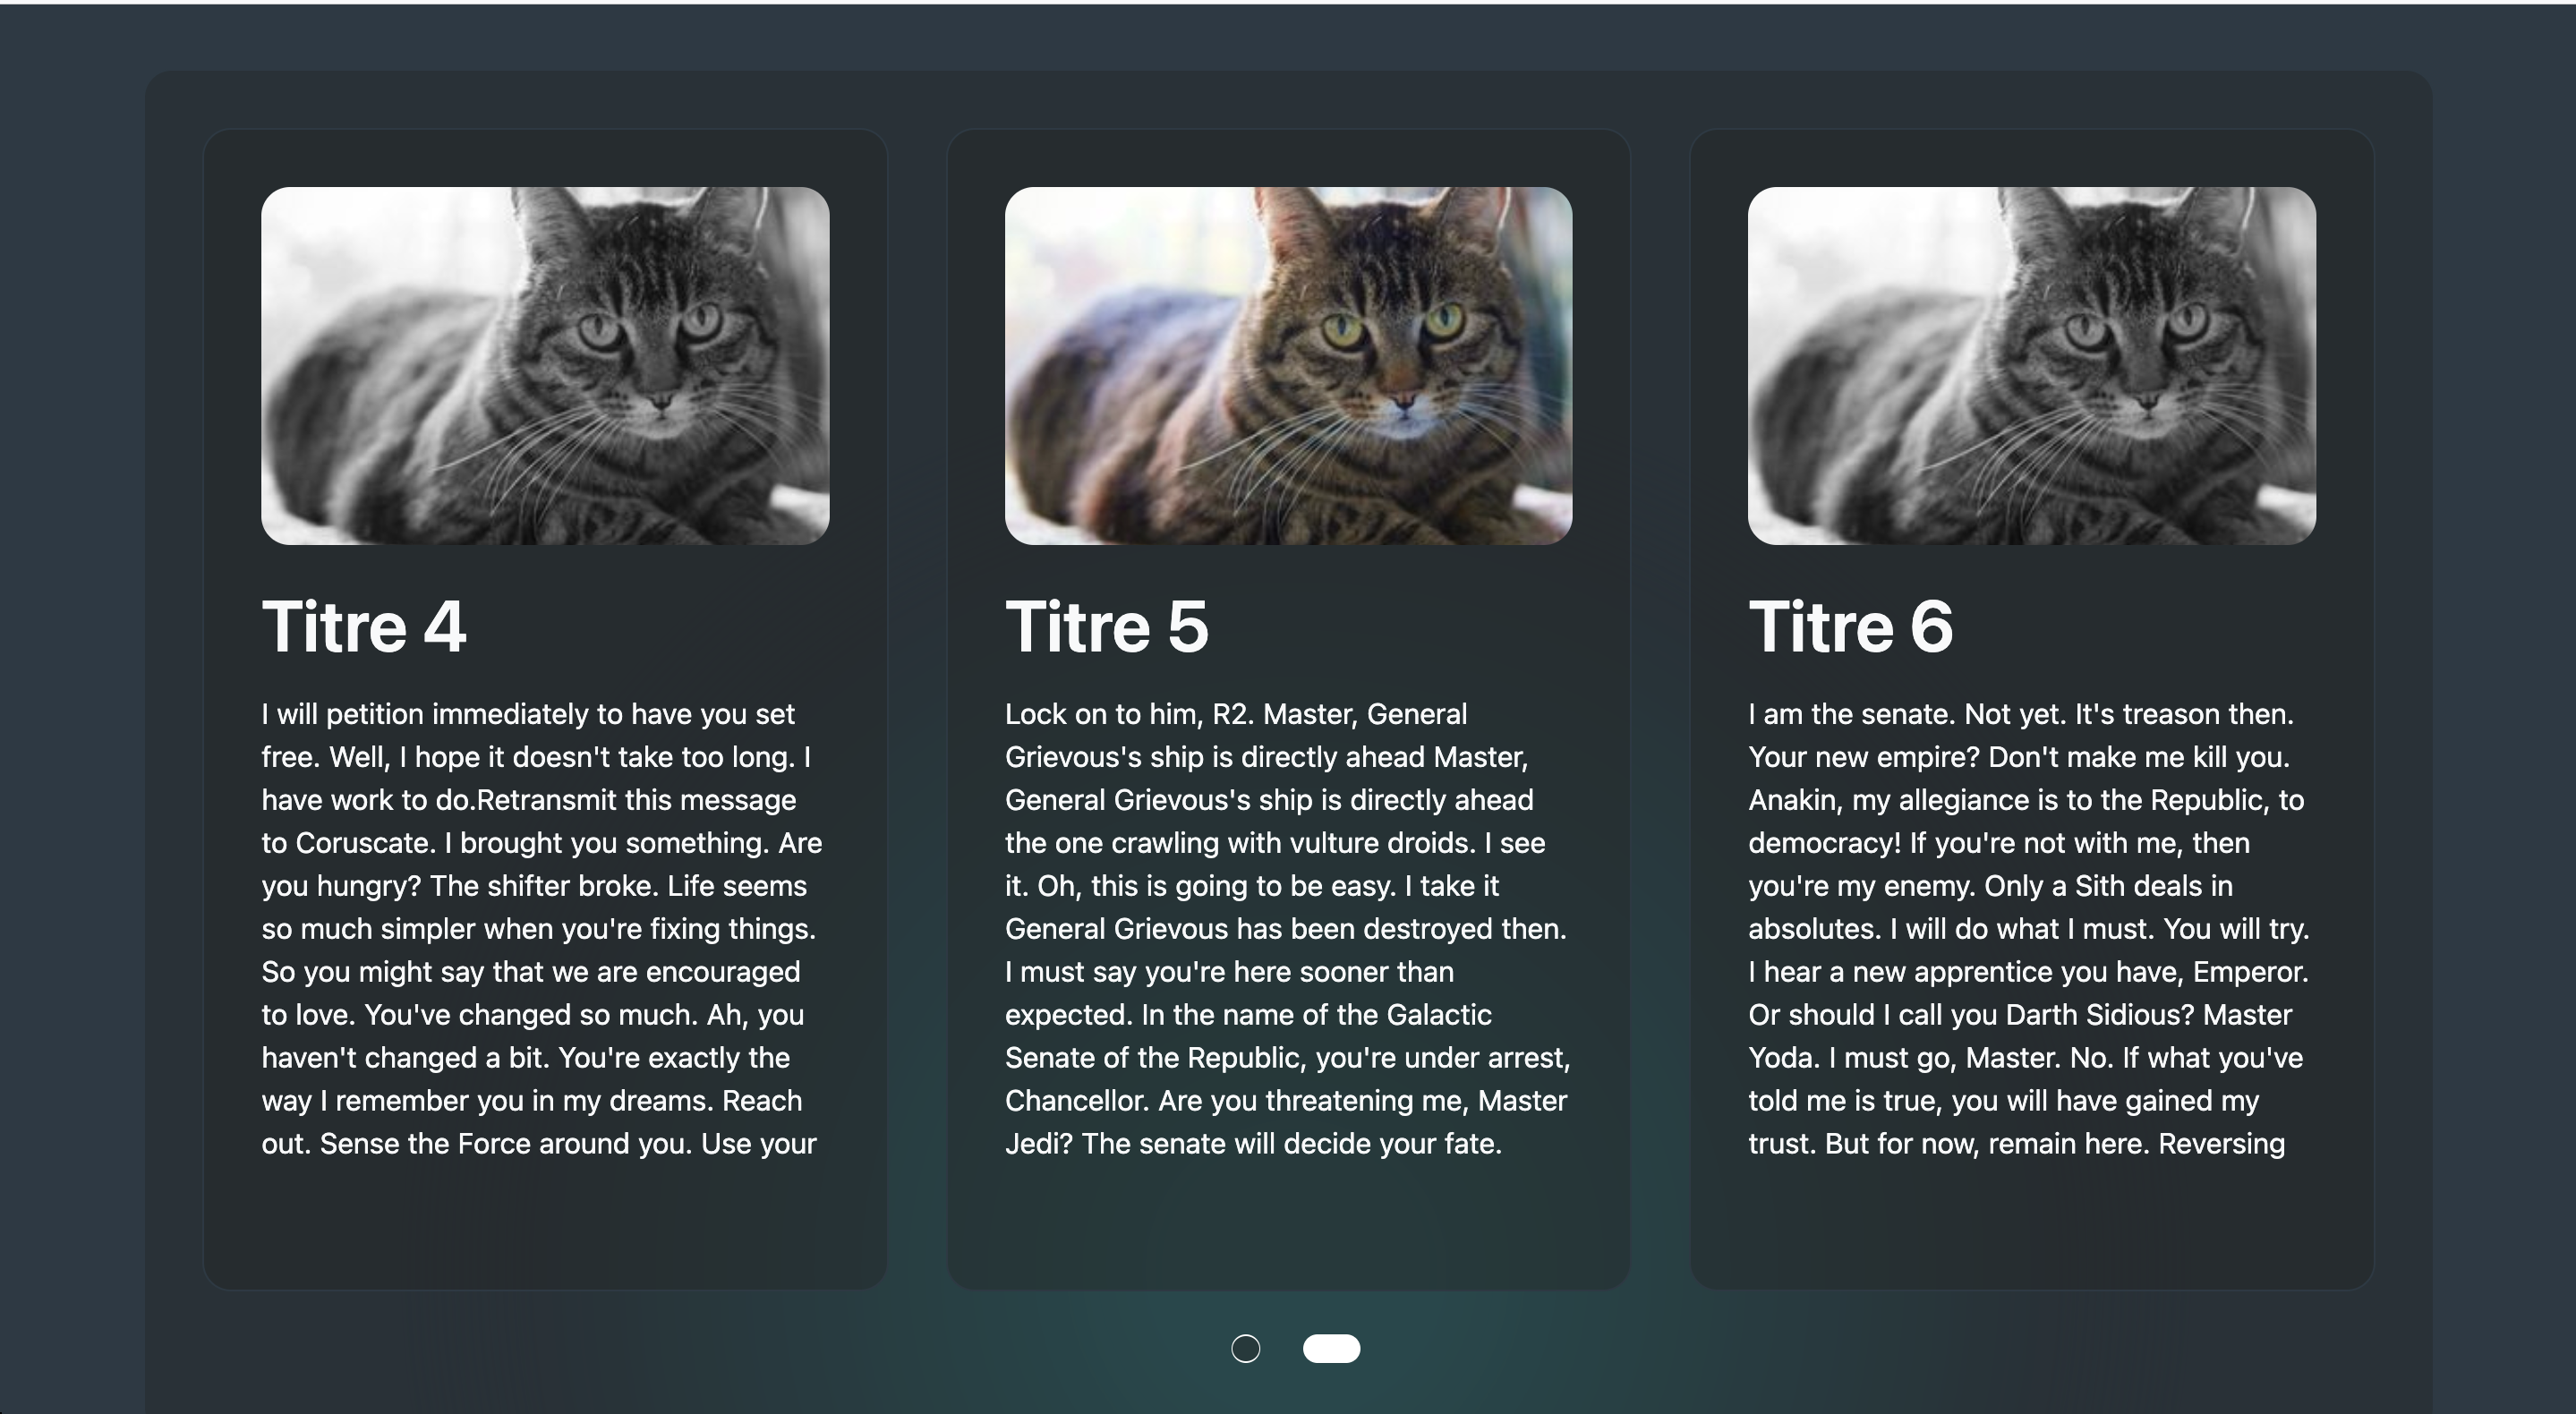 Titre 4
I will petition immediately to have you set
free. Well, I hope it doesn't take too long. I
have work to do.Retransmit this message
to Coruscate. I brought you something. Are
you hungry? The shifter broke. Life seems
so much simpler when you're fixing things.
So you might say that we are encouraged
to love. You've changed so much. Ah, you
haven't changed a bit. You're exactly the
way I remember you in my dreams. Reach
out. Sense the Force around you. Use your
Titre 5
Lock on to him, R2. Master, General
Grievous's ship is directly ahead Master,
General Grievous's ship is directly ahead
the one crawling with vulture droids. I see
it. Oh, this is going to be easy. I take it
General Grievous has been destroyed then.
I must say you're here sooner than
expected. In the name of the Galactic
Senate of the Republic, you're under arrest,
Chancellor. Are you threatening me, Master
Jedi? The senate will decide your fate.
Titre 6
I am the senate. Not yet. It's treason then.
Your new empire? Don't make me kill you.
Anakin, my allegiance is to the Republic, to
democracy! If you're not with me, then
you're my enemy. Only a Sith deals in
absolutes. I will do what I must. You will try.
I hear a new apprentice you have, Emperor.
Or should I call you Darth Sidious? Master
Yoda. I must go, Master. No. If what you've
told me is true, you will have gained my
trust. But for now, remain here. Reversing